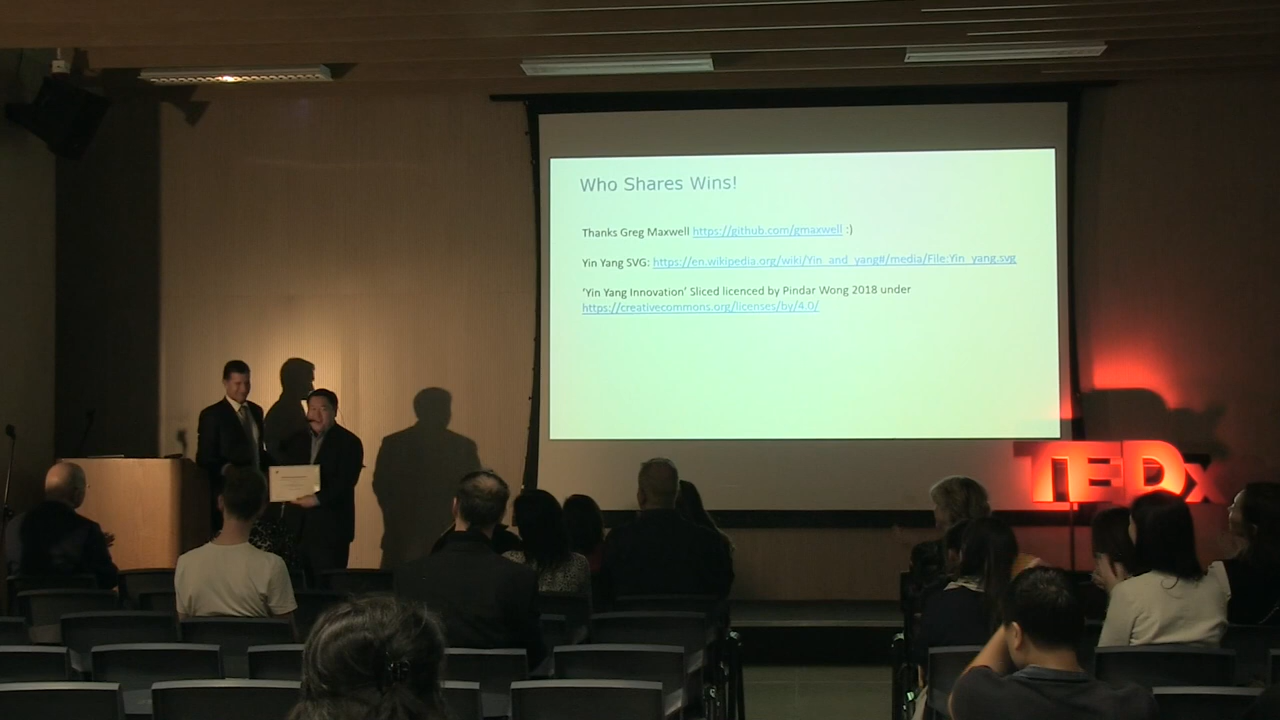 Who Shares Wins!
Thanks Greg Maxwell https://github.com/gmaxwell :)
Yin Yang SVG: https://en.wikipedia.org/wiki/Yin_and_yang#/media/File:Yin_yang.svg
‘Yin Yang Innovation’ Sliced licenced by Pindar Wong 2018 under
https://creativecommons.org/licenses/by/4.0/
TEDx